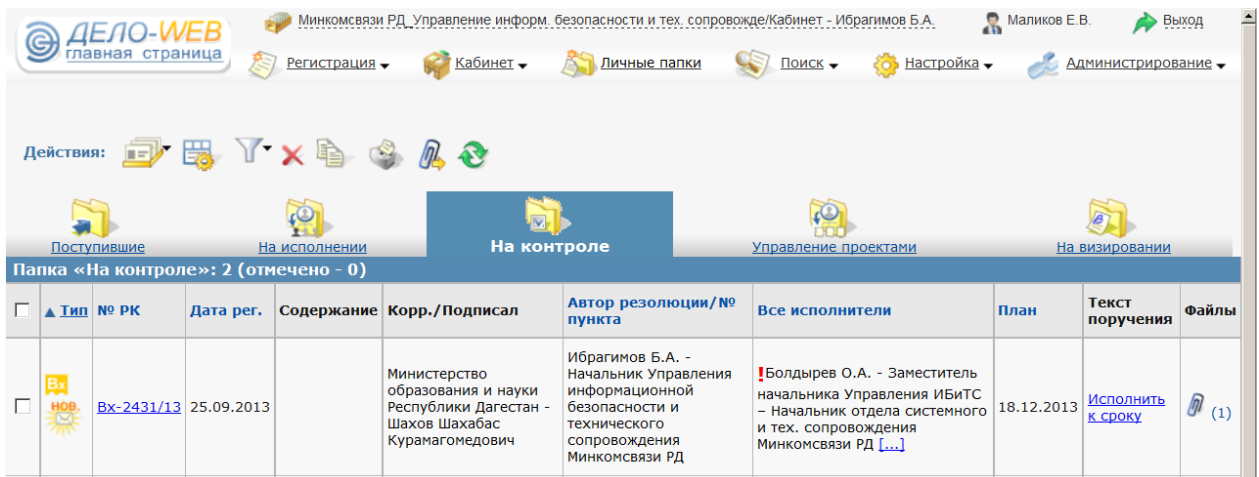 ДЕЛО-WEB
главная страница
Минкомсвязи РД_Управление информ. безопасности и тех. сопровожде/Кабинет - Ибрагимов Б.А.
Маликов Е.В.
Выход
Регистрация
Кабинет
Личные папки
Поиск
Настройка
Администрирование
Действия:
Поступившие
На исполнении
На контроле
Управление проектами
На визировании
Папка «На контроле»: 2 (отмечено - 0)
Тип
№ РК
Дата рег.
Содержание
Корр./Подписал
Автор резолюции/№
пункта
Все исполнители
План
Текст
поручения
Файлы
Вх
НОВ.
Вх-2431/13
25.09.2013
Министерство
образования и науки
Республики Дагестан -
Шахов Шахабас
Курамагомедович
Ибрагимов Б.А. -
Начальник Управления
информационной
безопасности и
технического
сопровождения
Минкомсвязи РД
!Болдырев О.А. - Заместитель
начальника Управления ИБиТС
– Начальник отдела системного
и тех. сопровождения
Минкомсвязи РД [...]
18.12.2013
Исполнить
к сроку
(1)